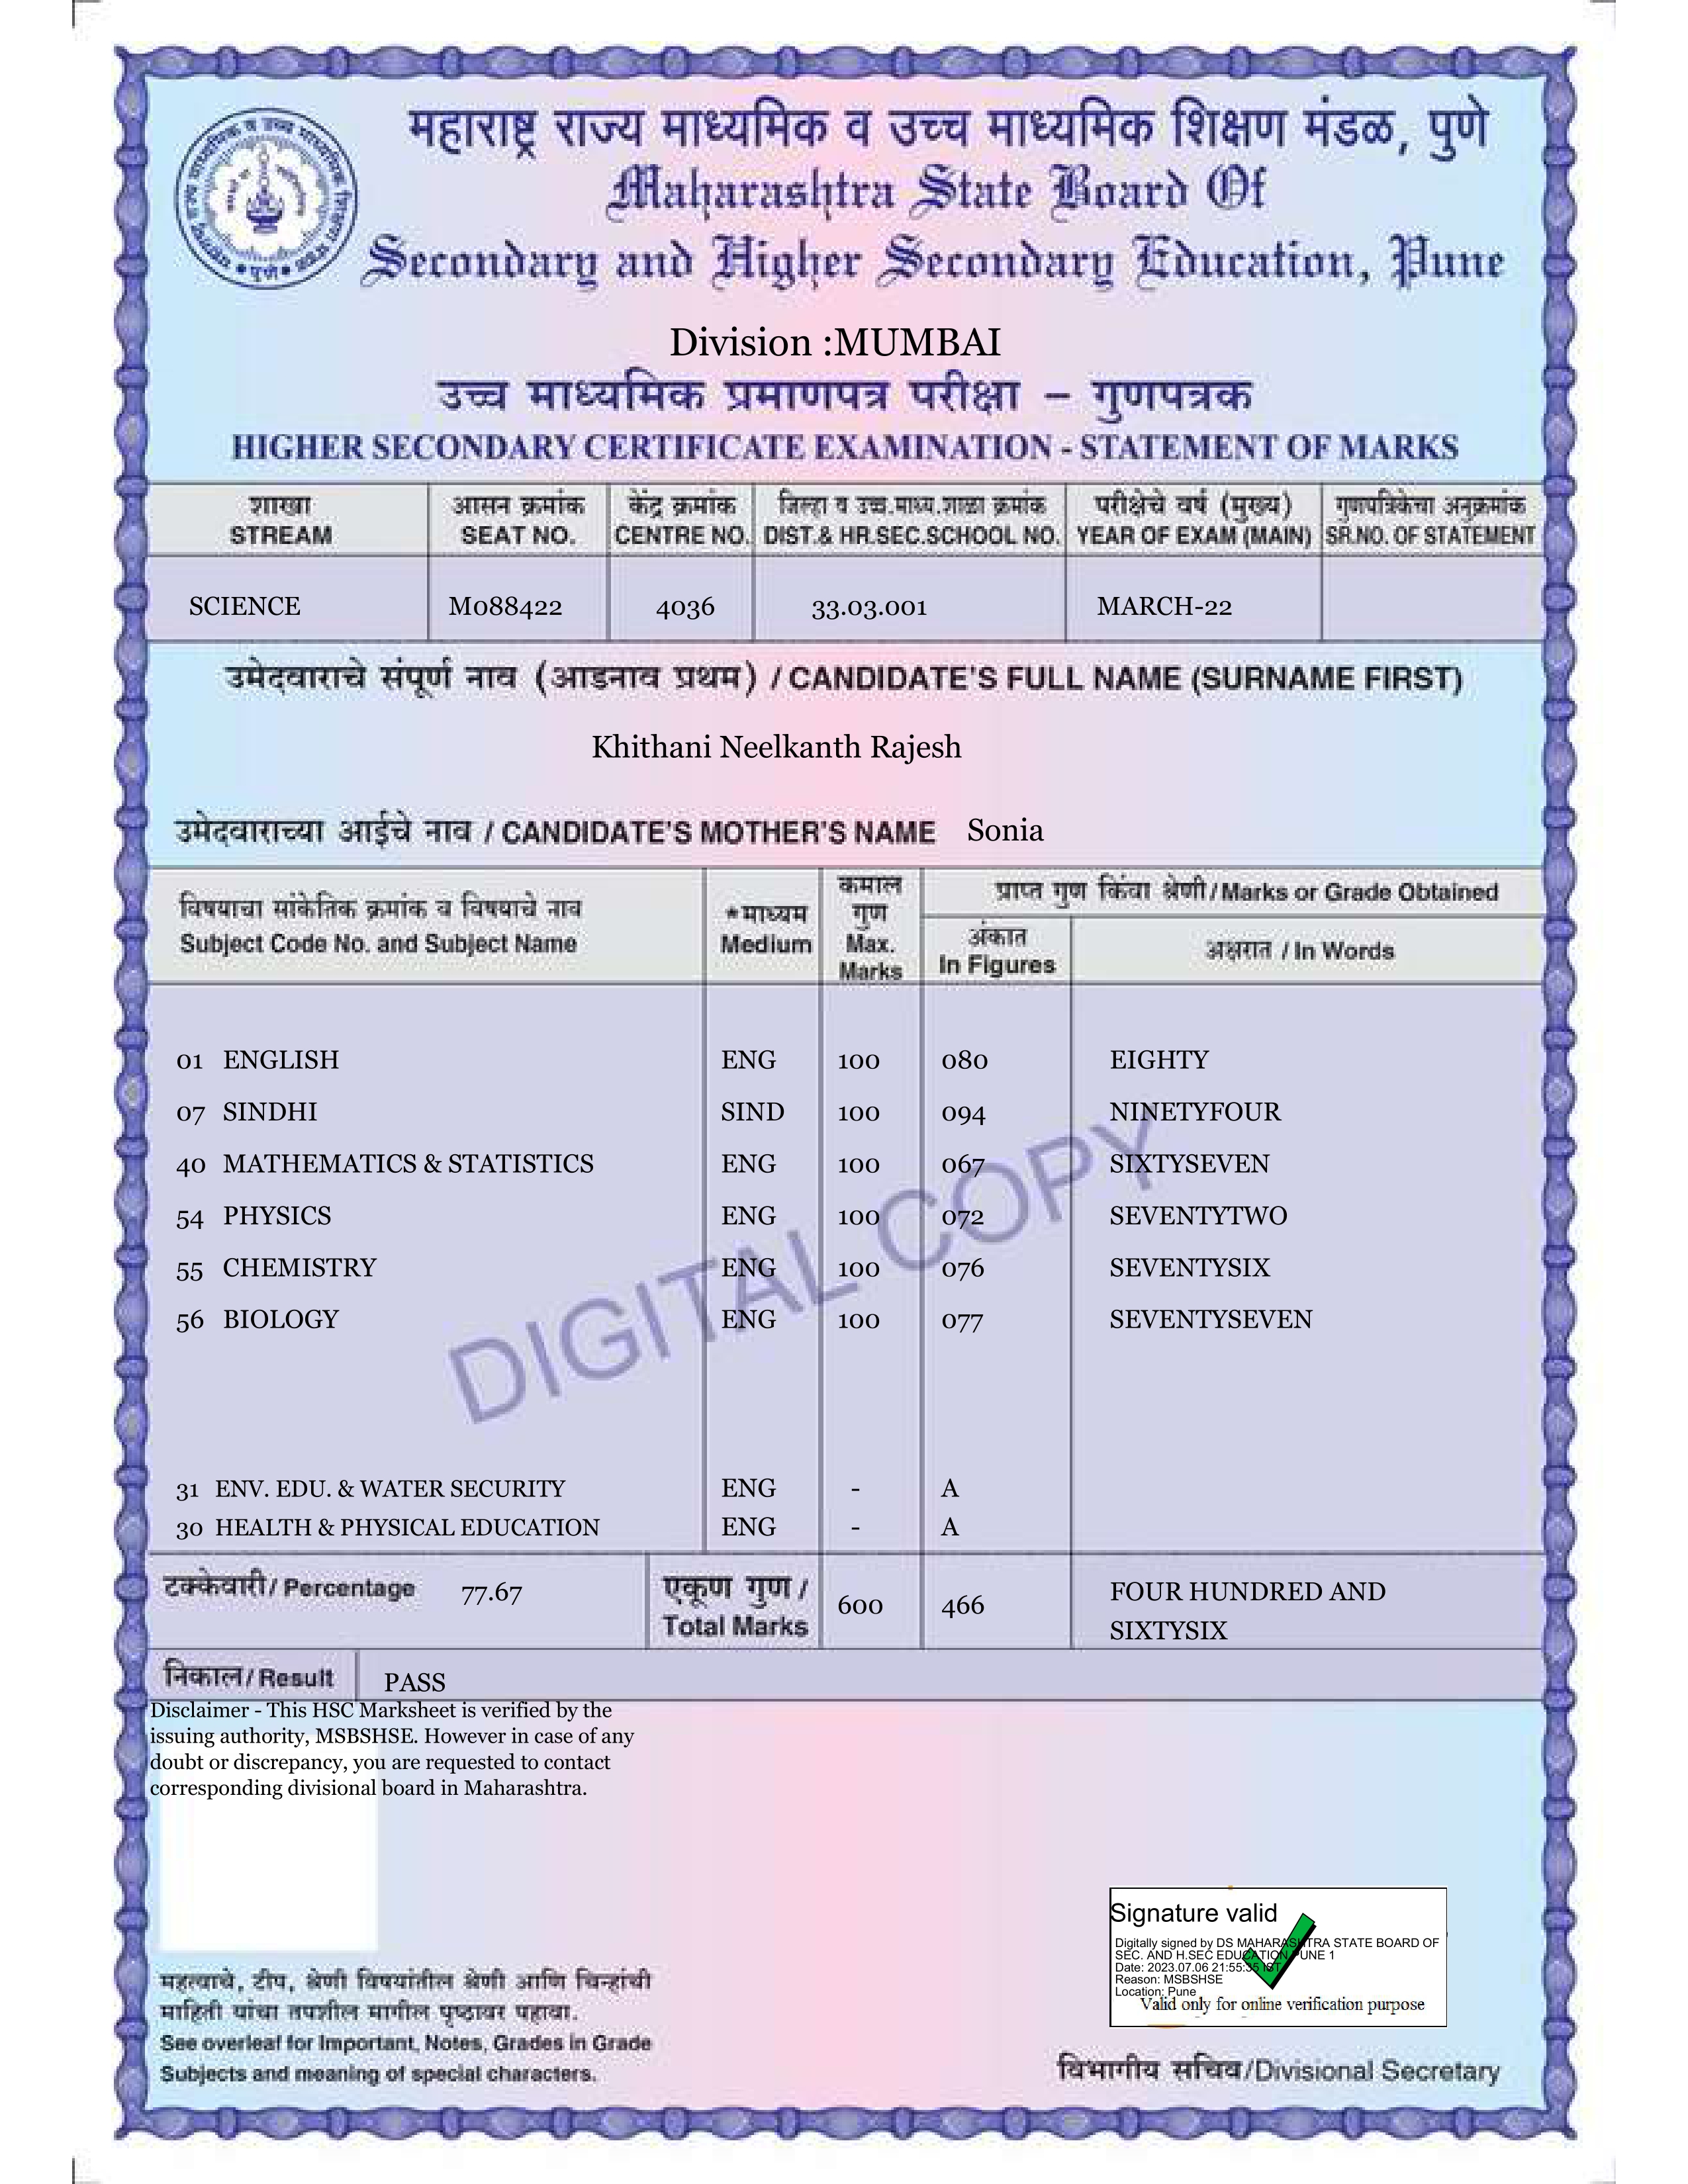 महाराष्ट्र राज्य माध्यमिक व उच्च माध्यमिक शिक्षण मंडळ, पुणे
Maharashtra State Board Of
Secondary and Higher Secondary Education, Pune
Division :MUMBAI
उच्च माध्यमिक प्रमाणपत्र परीक्षा – गुणपत्रक
HIGHER SECONDARY CERTIFICATE EXAMINATION - STATEMENT OF MARKS
शाखा आसन क्रमांक केंद्र क्रमांक जिल्हा व उच्च.माध्य.शाळा क्रमांक परीक्षेचे वर्ष (मुख्य) गुणपत्रिकेचा अनुक्रमांक
STREAM SEAT NO. CENTRE NO. DIST.& HR.SEC.SCHOOL NO. YEAR OF EXAM (MAIN) SR.NO. OF STATEMENT
SCIENCE M088422 4036 33.03.001 MARCH-22
उमेदवाराचे संपूर्ण नाव (आडनाव प्रथम) / CANDIDATE'S FULL NAME (SURNAME FIRST)
Khithani Neelkanth Rajesh
उमेदवाराच्या आईचे नाव / CANDIDATE'S MOTHER'S NAME Sonia
विषयाचा सांकेतिक क्रमांक व विषयाचे नाव
Subject Code No. and Subject Name
*माध्यम
Medium
कमाल
गुण
Max.
Marks
प्राप्त गुण किंवा श्रेणी/Marks or Grade Obtained
अंकात
In Figures
अक्षरात / In Words
01 ENGLISH ENG 100 080 EIGHTY
07 SINDHI SIND 100 094 NINETYFOUR
40 MATHEMATICS & STATISTICS ENG 100 067 SIXTYSEVEN
54 PHYSICS ENG 100 072 SEVENTYTWO
55 CHEMISTRY ENG 100 076 SEVENTYSIX
56 BIOLOGY ENG 100 077 SEVENTYSEVEN
DIGITAL COPY
31 ENV. EDU. & WATER SECURITY ENG - A
30 HEALTH & PHYSICAL EDUCATION ENG - A
टक्केवारी/ Percentage 77.67
एकूण गुण /
Total Marks
600 466
FOUR HUNDRED AND
SIXTYSIX
निकाल/ Result PASS
Disclaimer - This HSC Marksheet is verified by the
issuing authority, MSBSHSE. However in case of any
doubt or discrepancy, you are requested to contact
corresponding divisional board in Maharashtra.
Signature valid
Digitally signed by DS MAHARASHTRA STATE BOARD OF
SEC. AND H.SEC EDUCATION PUNE 1
Date: 2023.07.06 21:55:35 IST
Reason: MSBSHSE
Location: Pune
Valid only for online verification purpose
महत्वाचे, टीप, श्रेणी विषयांतील श्रेणी आणि चिन्हांची
माहिती यांचा तपशील मागील पृष्ठावर पहावा.
See overleaf for Important, Notes, Grades in Grade
Subjects and meaning of special characters.
विभागीय सचिव/Divisional Secretary